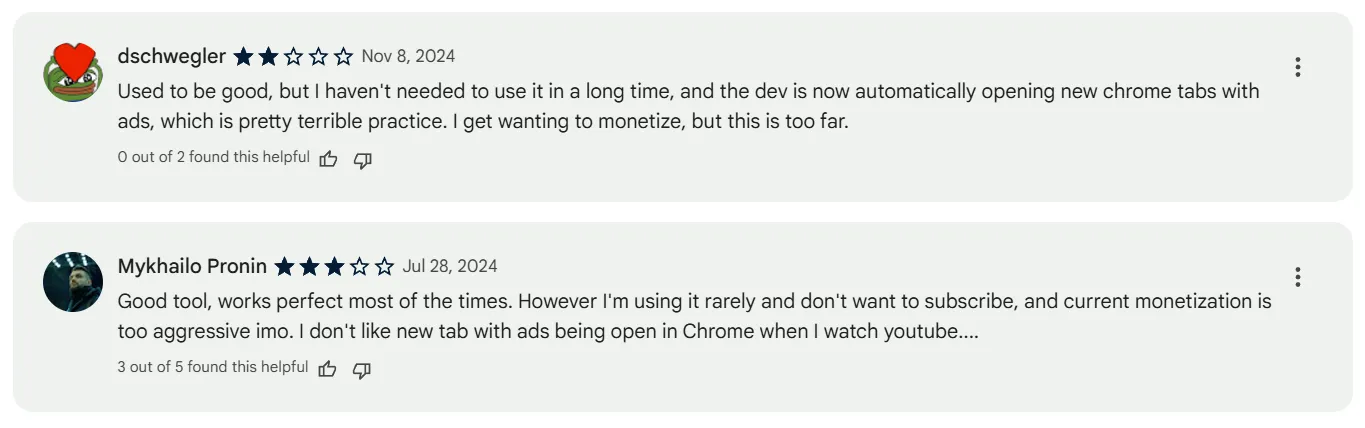 dschwegler Nov 8, 2024
Used to be good, but I haven't needed to use it in a long time, and the dev is now automatically opening new chrome tabs with
ads, which is pretty terrible practice. I get wanting to monetize, but this is too far.
0 out of 2 found this helpful
Mykhailo Pronin Jul 28, 2024
Good tool, works perfect most of the times. However I'm using it rarely and don't want to subscribe, and current monetization is
too aggressive imo. I don't like new tab with ads being open in Chrome when I watch youtube....
3 out of 5 found this helpful